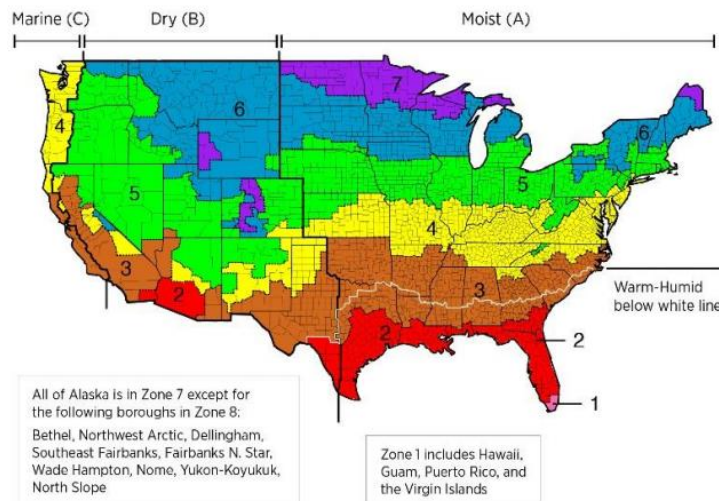 Marine (C)
Dry (B)
Moist (A)
7
6
4
6
5
5
4
3
3
Warm-Humid
below white line
2
2
2
1
All of Alaska is in Zone 7 except for
the following boroughs in Zone 8:
Bethel, Northwest Arctic, Dellingham,
Southeast Fairbanks, Fairbanks N. Star,
Wade Hampton, Nome, Yukon-Koyukuk,
North Slope
Zone 1 includes Hawaii,
Guam, Puerto Rico, and
the Virgin Islands